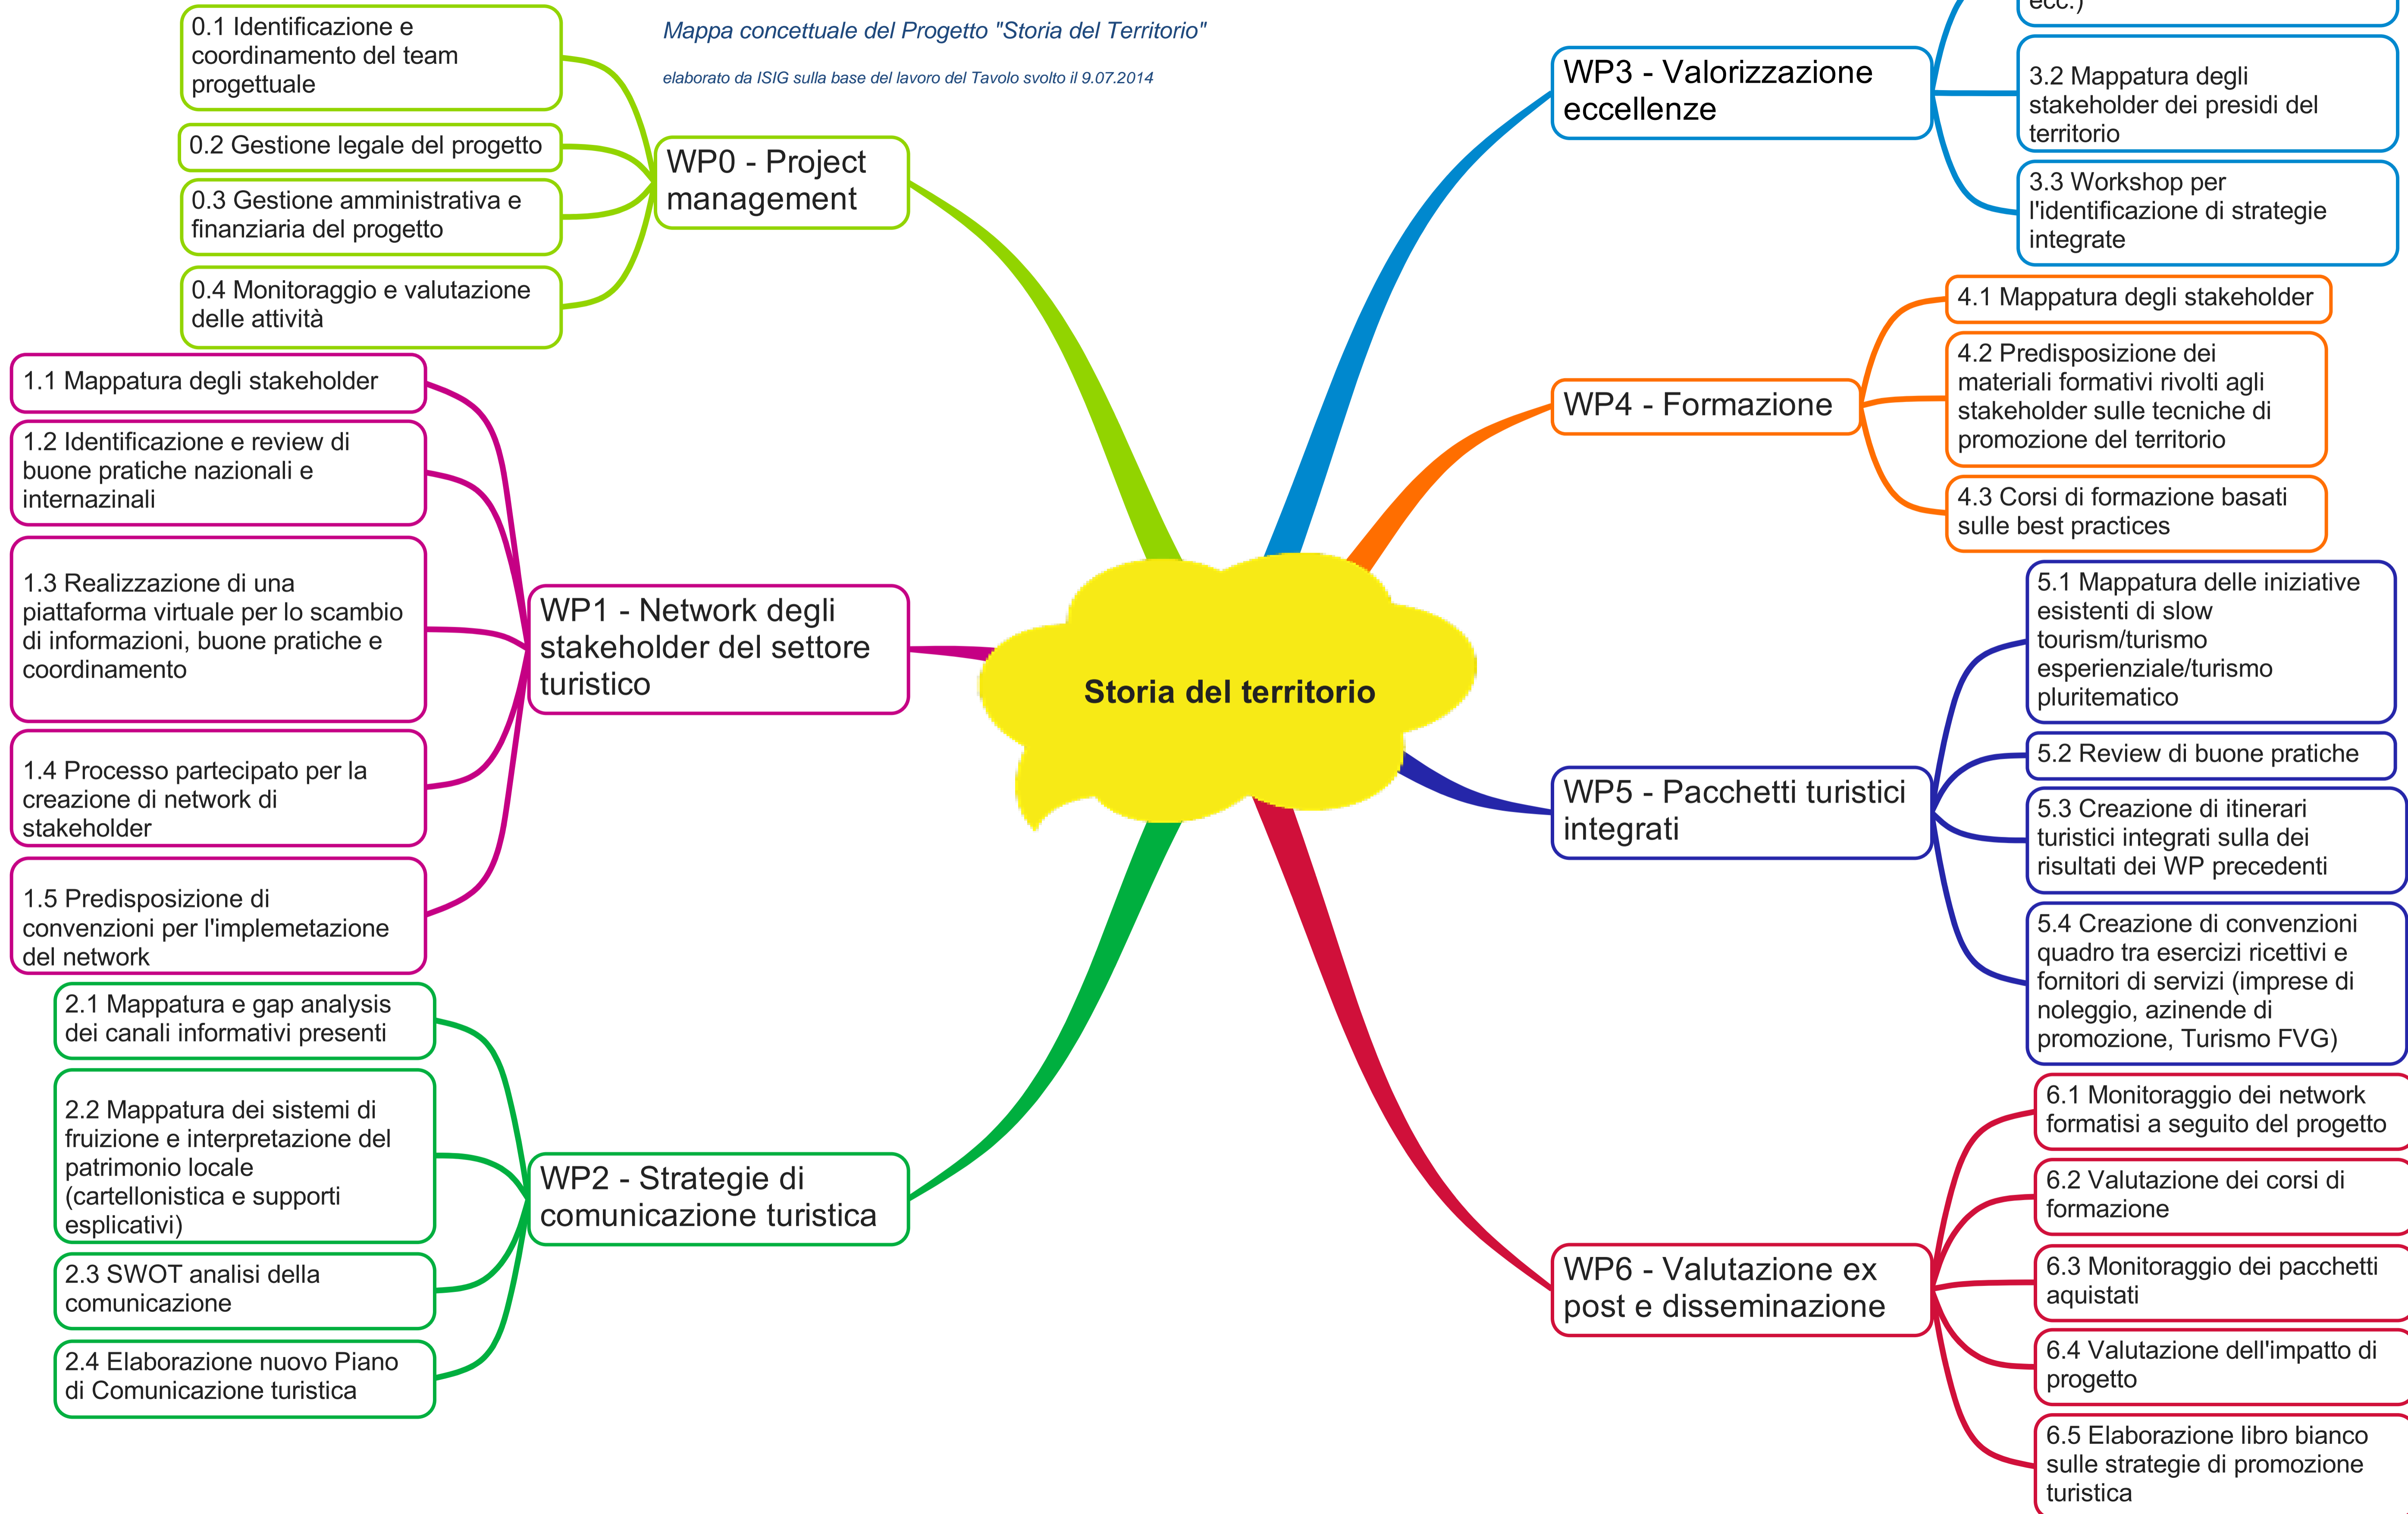 Mappa concettuale del Progetto "Storia del Territorio"
elaborato da ISIG sulla base del lavoro del Tavolo svolto il 9.07.2014
Storia del territorio
WP0 - Project
management
0.1 Identificazione e
coordinamento del team
progettuale
0.2 Gestione legale del progetto
0.3 Gestione amministrativa e
finanziaria del progetto
0.4 Monitoraggio e valutazione
delle attività
WP1 - Network degli
stakeholder del settore
turistico
1.1 Mappatura degli stakeholder
1.2 Identificazione e review di
buone pratiche nazionali e
internazinali
1.3 Realizzazione di una
piattaforma virtuale per lo scambio
di informazioni, buone pratiche e
coordinamento
1.4 Processo partecipato per la
creazione di network di
stakeholder
1.5 Predisposizione di
convenzioni per l'implemetazione
del network
WP2 - Strategie di
comunicazione turistica
2.1 Mappatura e gap analysis
dei canali informativi presenti
2.2 Mappatura dei sistemi di
fruizione e interpretazione del
patrimonio locale
(cartellonistica e supporti
esplicativi)
2.3 SWOT analisi della
comunicazione
2.4 Elaborazione nuovo Piano
di Comunicazione turistica
WP3 - Valorizzazione
eccellenze
ecc.)
3.2 Mappatura degli
stakeholder dei presidi del
territorio
3.3 Workshop per
l'identificazione di strategie
integrate
WP4 - Formazione
4.1 Mappatura degli stakeholder
4.2 Predisposizione dei
materiali formativi rivolti agli
stakeholder sulle tecniche di
promozione del territorio
4.3 Corsi di formazione basati
sulle best practices
WP5 - Pacchetti turistici
integrati
5.1 Mappatura delle iniziative
esistenti di slow
tourism/turismo
esperienziale/turismo
pluritematico
5.2 Review di buone pratiche
5.3 Creazione di itinerari
turistici integrati sulla dei
risultati dei WP precedenti
5.4 Creazione di convenzioni
quadro tra esercizi ricettivi e
fornitori di servizi (imprese di
noleggio, azinende di
promozione, Turismo FVG)
WP6 - Valutazione ex
post e disseminazione
6.1 Monitoraggio dei network
formatisi a seguito del progetto
6.2 Valutazione dei corsi di
formazione
6.3 Monitoraggio dei pacchetti
aquistati
6.4 Valutazione dell'impatto di
progetto
6.5 Elaborazione libro bianco
sulle strategie di promozione
turistica